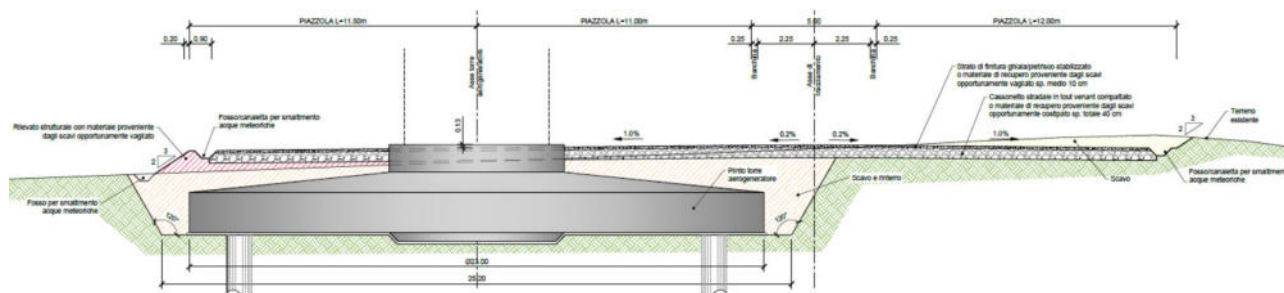 PIAZZOLA L=11.50m
PIAZZOLA L=11.00m
5.00
PIAZZOLA L=12.00m
0.20
0.90
0.25
2.25
2.25
0.25
Asse torre
aerogeneratore
Banchina
Asse di
tracciamento
Banchina
Strato di finitura ghiaia/pietrisco stabilizzato
o materiale di recupero proveniente dagli scavi
opportunamente vagliato sp. medio 10 cm
Cassonetto stradale in tout venant compattato
o materiale di recupero proveniente dagli scavi
opportunamente costipato sp. totale 40 cm
Terreno
esistente
Fosso/canaletta per smaltimento
acque meteoriche
Rilevato strutturale con materiale proveniente
dagli scavi opportunamente vagliato
3
2
0.13
1.0%
0.2%
0.2%
1.0%
3
2
Fosso per smaltimento
acque meteoriche
Plinto torre
aerogeneratore
Scavo e rinterro
Scavo
Fosso/canaletta per smaltimen
acque meteoriche
120°
120°
Ø23.00
25.20